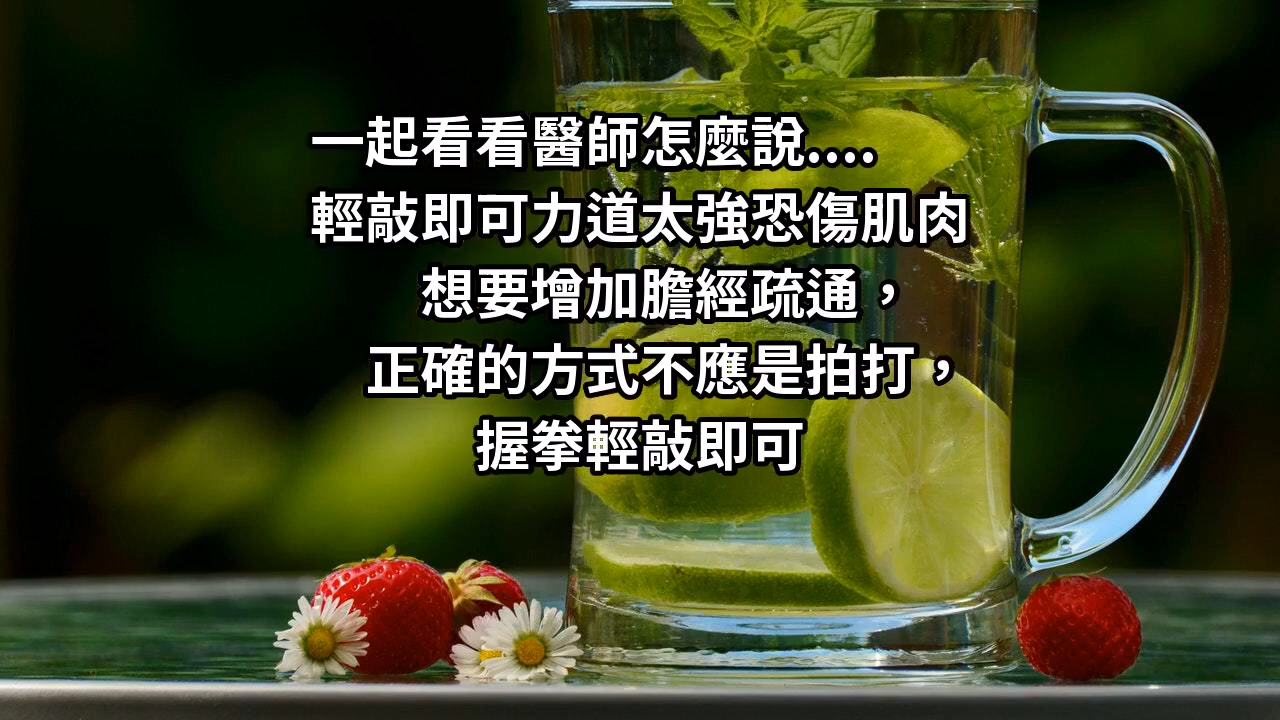 一起看看醫師怎麼說....
輕敲即可力道太強恐傷肌肉
想要增加膽經疏通，
正確的方式不應是拍打，
握拳輕敲即可